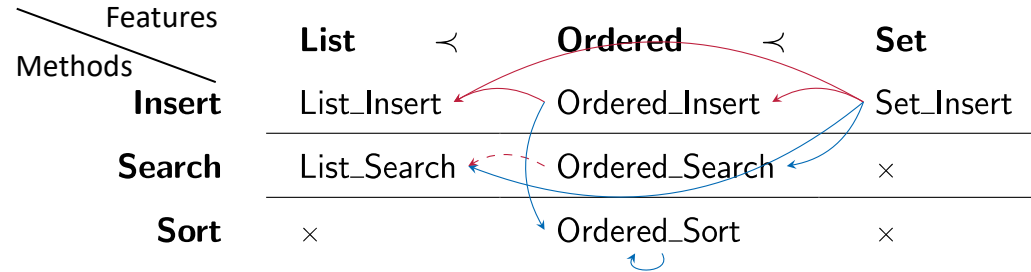 Features
Methods
List ≺ Ordered ≺ Set
Insert List_Insert Ordered_Insert Set_Insert
Search List_Search Ordered_Search ×
Sort × Ordered_Sort ×